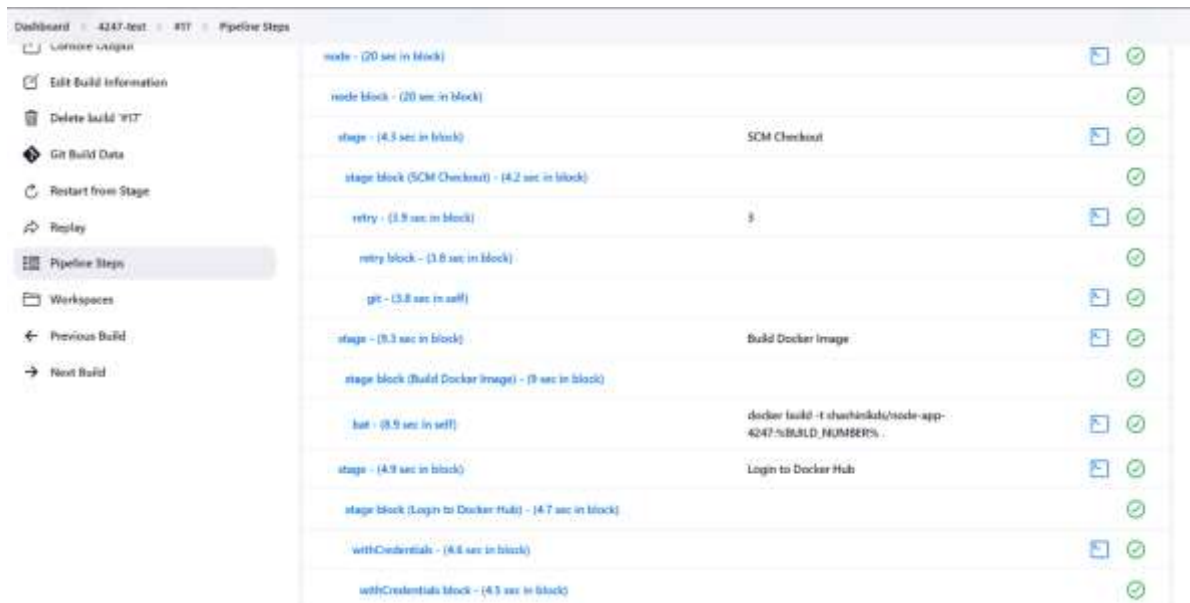 Dashboard 4247-test #17 Pipeline Steps
Console Output
Edit Build Information
Delete build '#17'
Git Build Data
Restart from Stage
Replay
Pipeline Steps
Workspaces
Previous Build
Next Build
node - (20 sec in block)
node block - (20 sec in block)
stage - (4.3 sec in block) SCM Checkout
stage block (SCM Checkout) - (4.2 sec in block)
retry - (3.9 sec in block) 3
retry block - (3.8 sec in block)
git - (3.8 sec in self)
stage - (9.3 sec in block) Build Docker Image
stage block (Build Docker Image) - (9 sec in block)
bat - (8.9 sec in self) docker build -t shashinikds/node-app-
4247:%BUILD_NUMBER% .
stage - (4.9 sec in block) Login to Docker Hub
stage block (Login to Docker Hub) - (4.7 sec in block)
withCredentials - (4.6 sec in block)
withCredentials block - (4.5 sec in block)